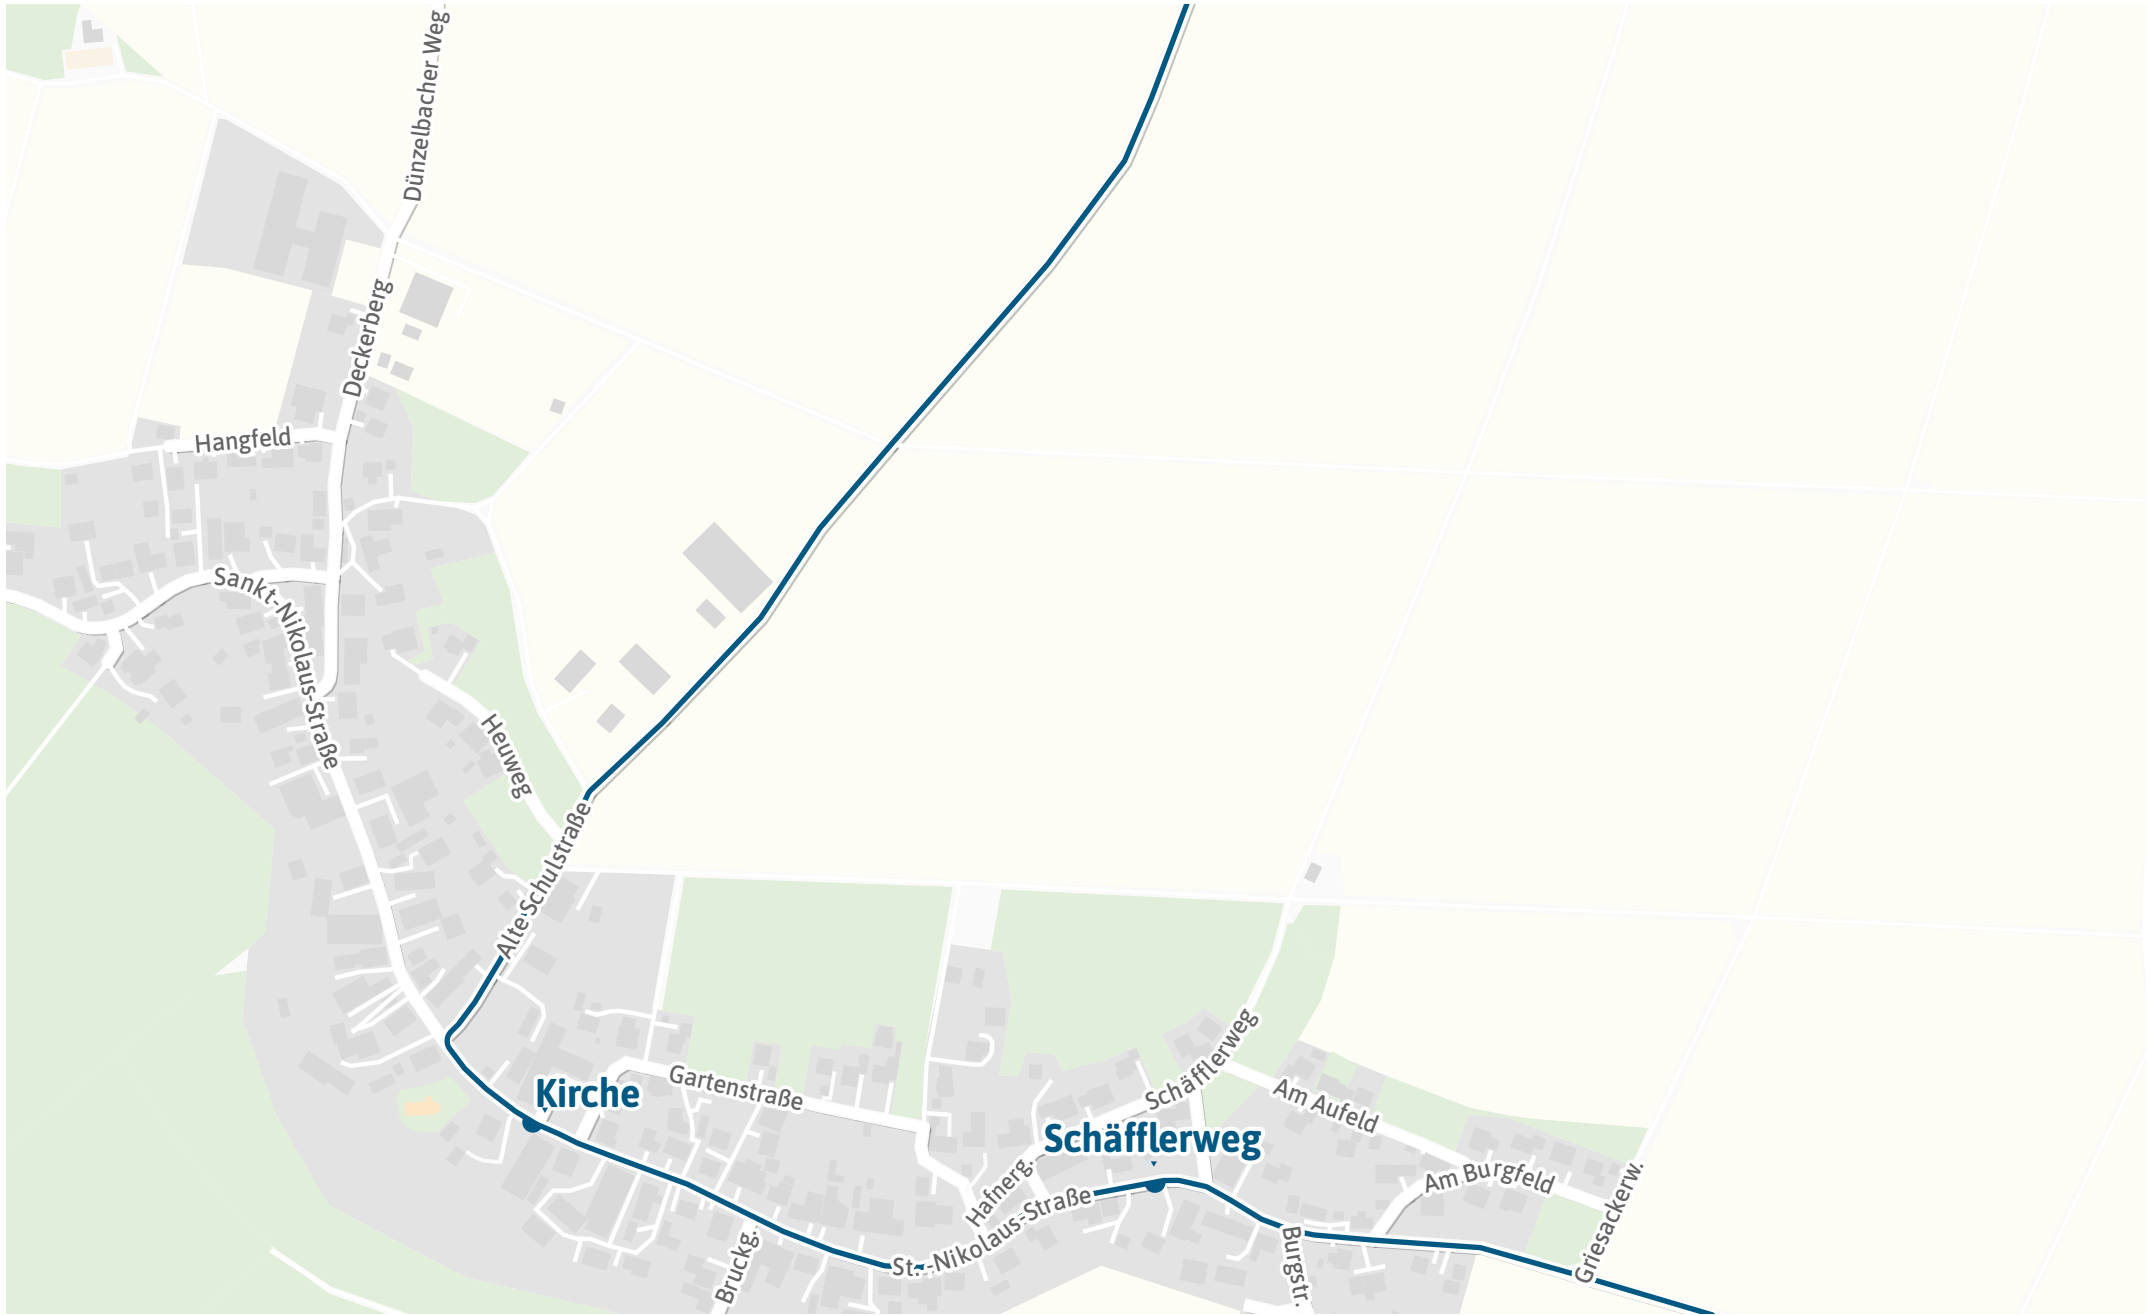 Dünzelbacher Weg
Deckerberg
Hangfeld
Sankt-Nikolaus-Straße
Heuweg
Alte Schulstraße
Kirche
Gartenstraße
Schäfflerweg
Am Aufeld
Schäfflerweg
Am Burgfeld
Hafnerg.
Griesackerw.
St.-Nikolaus-Straße
Bruckg.
Burgstr.